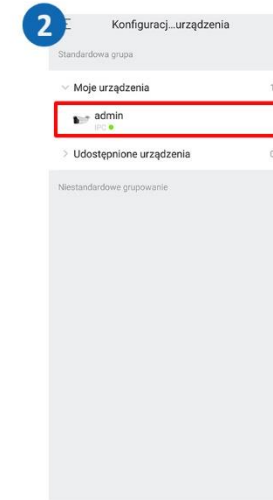 2
Konfiguracj...urządzenia
Standardowa grupa
Moje urządzenia
admin
IPC
Udostępnione urządzenia
Niestandardowe grupowanie